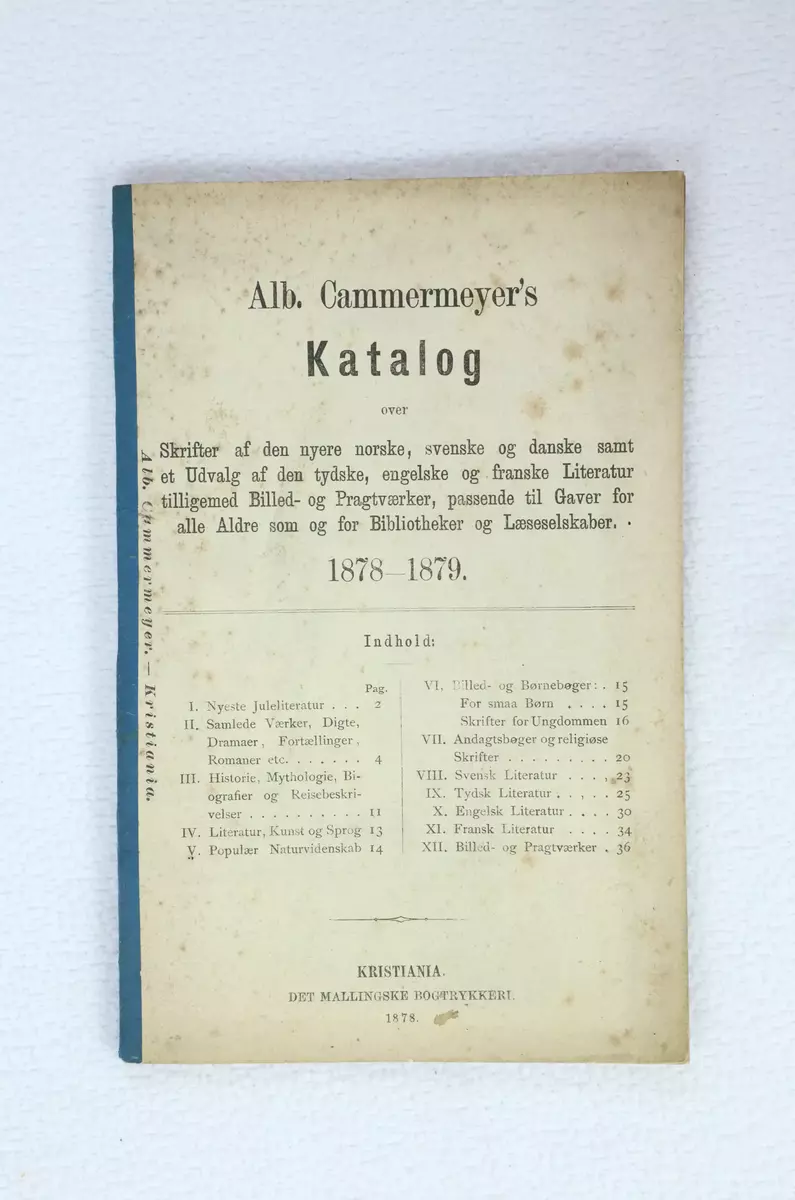 Alb. Cammermeyer's
Katalog
over
Skrifter af den nyere norske, svenske og danske samt
et Udvalg af den tydske, engelske og franske Literatur
tilligemed Billed- og Pragtværker, passende til Gaver for
alle Aldre som og for Bibliotheker og Læseselskaber.
1878—1879.
Indhold:
Pag.
I. Nyeste Juleliteratur . . . 2
II. Samlede Værker, Digte,
Dramaer, Fortællinger,
Romaner etc. . . . . . . 4
III. Historie, Mythologie, Bi-
ografier og Reisebeskri-
velser . . . . . . . . . . 11
IV. Literatur, Kunst og Sprog 13
V. Populær Naturvidenskab 14
VI. Billed- og Børnebøger: . 15
For smaa Børn . . . . 15
Skrifter for Ungdommen 16
VII. Andagtsbøger og religiøse
Skrifter . . . . . . . . . 20
VIII. Svensk Literatur . . . . 23
IX. Tydsk Literatur . . . . . 25
X. Engelsk Literatur . . . . 30
XI. Fransk Literatur . . . . 34
XII. Billed- og Pragtværker . 36
KRISTIANIA.
DET MALLINGSKE BOGTRYKKERI.
1878.
Alb. Cammermeyer. — Kristiania.